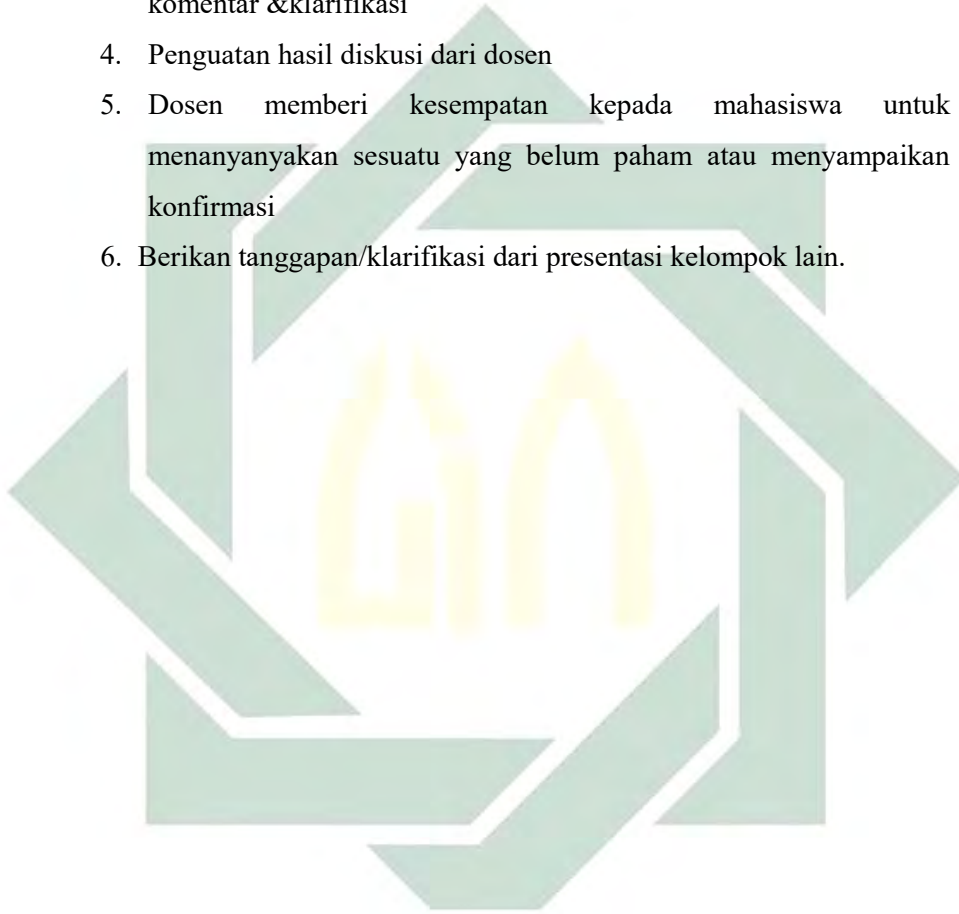 komentar &klarifikasi
4. Penguatan hasil diskusi dari dosen
5. Dosen memberi kesempatan kepada mahasiswa untuk
menanyanyakan sesuatu yang belum paham atau menyampaikan
konfirmasi
6. Berikan tanggapan/klarifikasi dari presentasi kelompok lain.